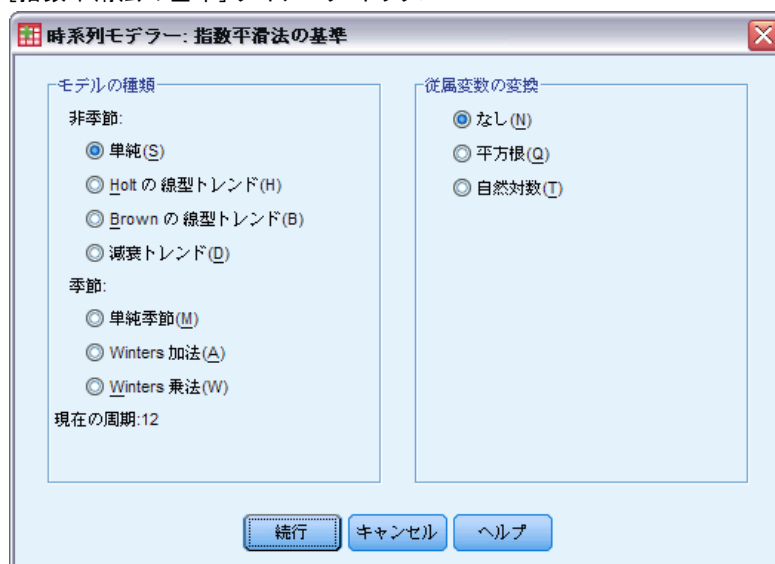 時系列モデラー: 指数平滑法の基準
モデルの種類
非季節:
単純(S)
Holt の 線型トレンド(H)
Brown の 線型トレンド(B)
減衰トレンド(D)
季節:
単純季節(M)
Winters 加法(A)
Winters 乗法(W)
現在の周期:12
従属変数の変換
なし(N)
平方根(Q)
自然対数(T)
続行
キャンセル
ヘルプ